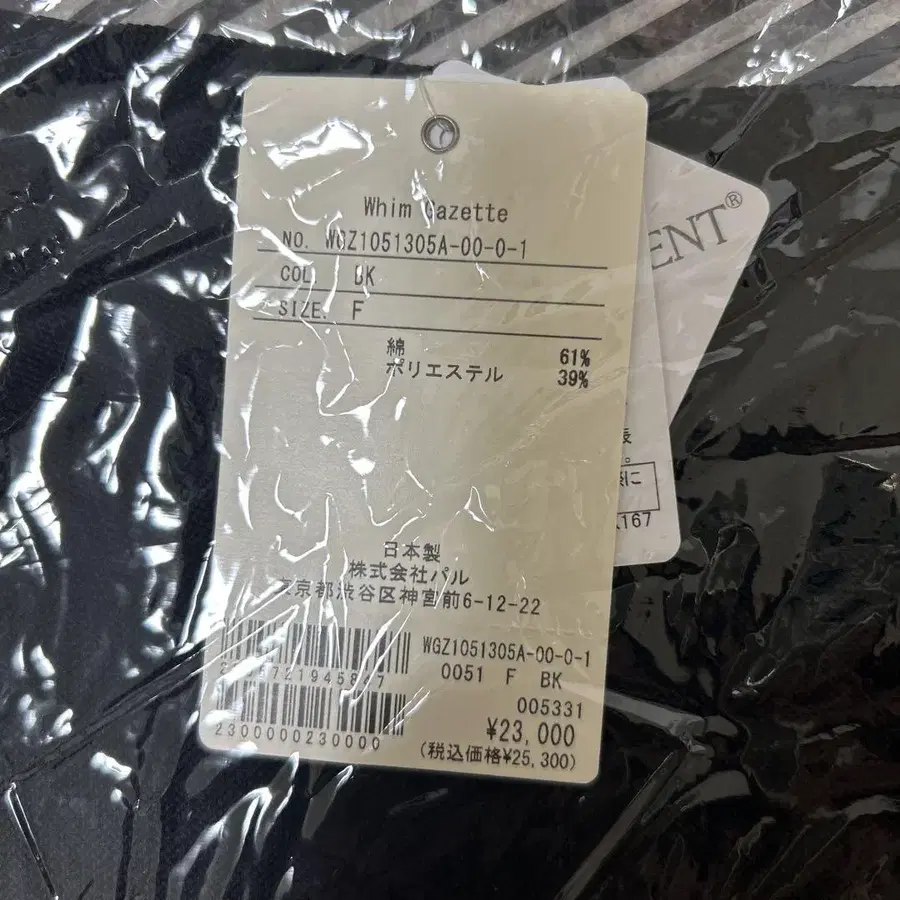 Whim Gazette
NO. WGZ1051305A-00-0-1
COL. BK
SIZE. F
綿 61%
ポリエステル 39%
日本製
株式会社パル
東京都渋谷区神宮前6-12-22
WGZ1051305A-00-0-1
0051 F BK
005331
2300000230000
¥23,000
(税込価格¥25,300)
ENT®
167